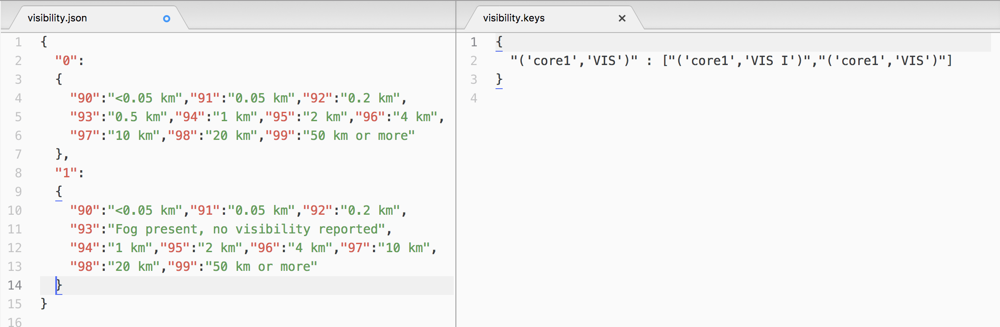 visibility.json
1 {
2   "0":
3   {
4     "90":"<0.05 km","91":"0.05 km","92":"0.2 km",
5     "93":"0.5 km","94":"1 km","95":"2 km","96":"4 km",
6     "97":"10 km","98":"20 km","99":"50 km or more"
7   },
8   "1":
9   {
10     "90":"<0.05 km","91":"0.05 km","92":"0.2 km",
11     "93":"Fog present, no visibility reported",
12     "94":"1 km","95":"2 km","96":"4 km","97":"10 km",
13     "98":"20 km","99":"50 km or more"
14   }
15 }
16
visibility.keys
1 {
2   "('core1','VIS')" : ["('core1','VIS I')","('core1','VIS')"]
3 }
4